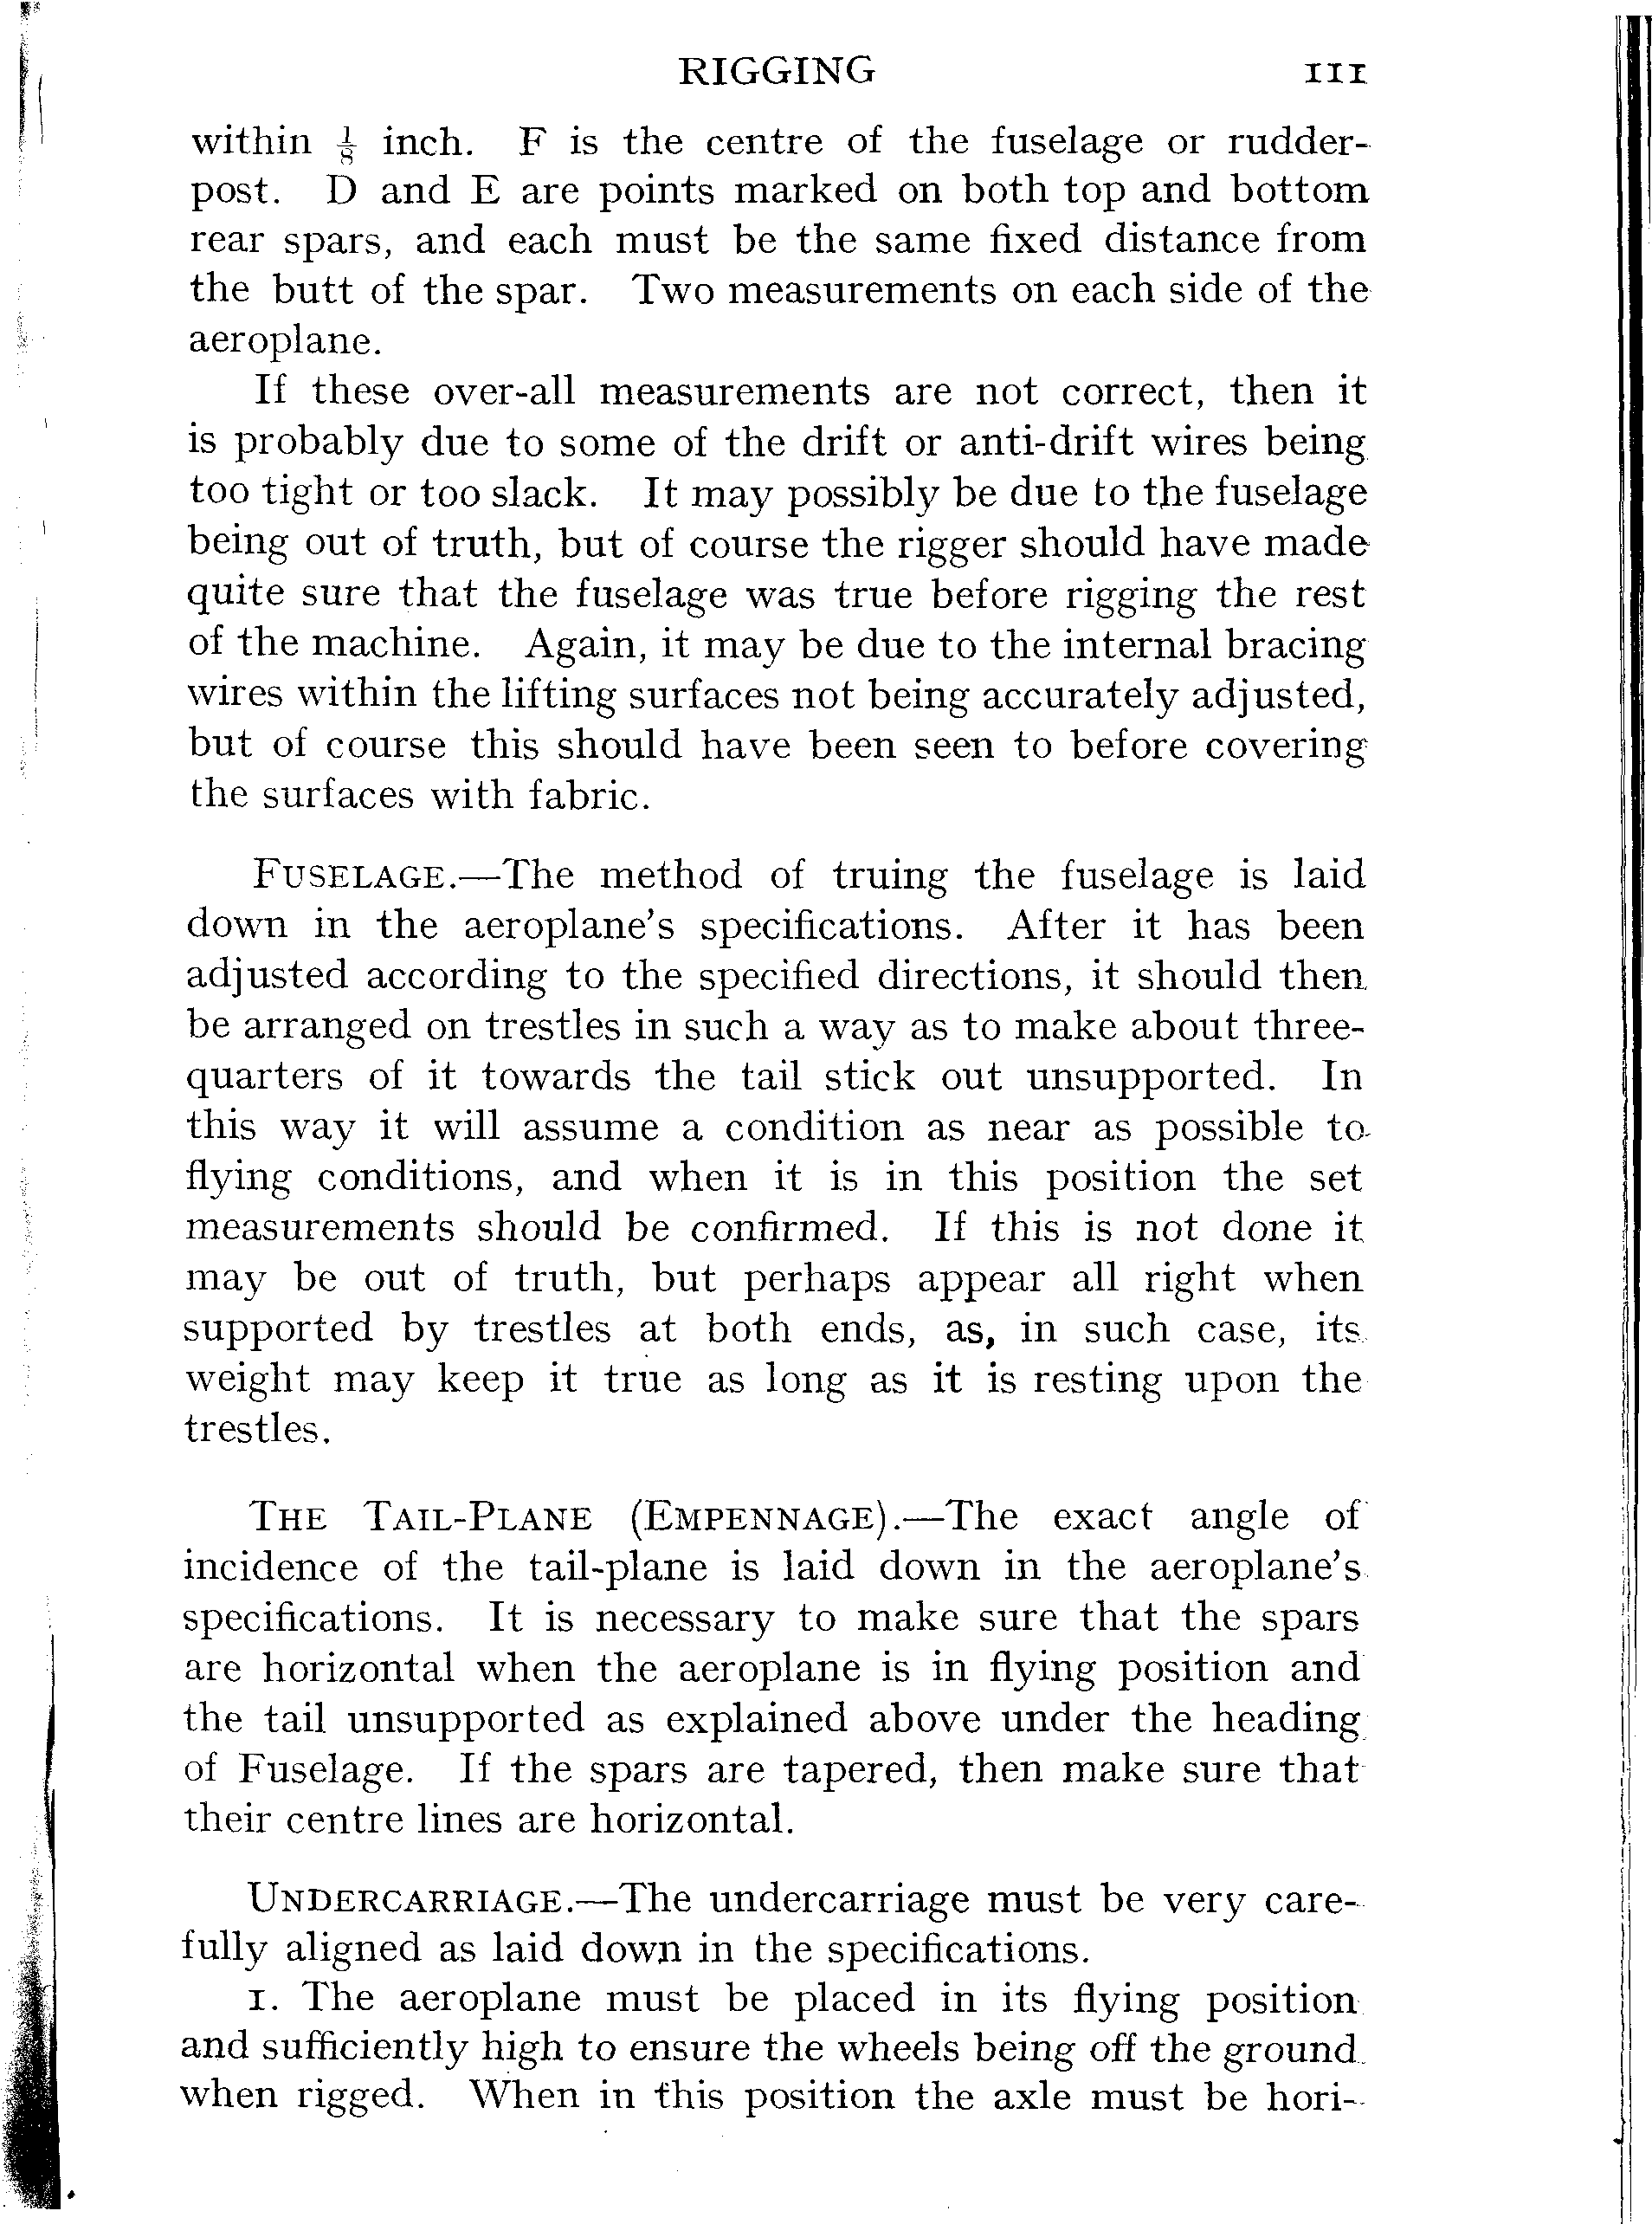 RIGGING 111
within ⅛ inch. F is the centre of the fuselage or rudder-
post. D and E are points marked on both top and bottom
rear spars, and each must be the same fixed distance from
the butt of the spar. Two measurements on each side of the
aeroplane.
If these over-all measurements are not correct, then it
is probably due to some of the drift or anti-drift wires being
too tight or too slack. It may possibly be due to the fuselage
being out of truth, but of course the rigger should have made
quite sure that the fuselage was true before rigging the rest
of the machine. Again, it may be due to the internal bracing
wires within the lifting surfaces not being accurately adjusted,
but of course this should have been seen to before covering
the surfaces with fabric.
FUSELAGE.—The method of truing the fuselage is laid
down in the aeroplane's specifications. After it has been
adjusted according to the specified directions, it should then
be arranged on trestles in such a way as to make about three-
quarters of it towards the tail stick out unsupported. In
this way it will assume a condition as near as possible to
flying conditions, and when it is in this position the set
measurements should be confirmed. If this is not done it
may be out of truth, but perhaps appear all right when
supported by trestles at both ends, as, in such case, its
weight may keep it true as long as it is resting upon the
trestles.
THE TAIL-PLANE (EMPENNAGE).—The exact angle of
incidence of the tail-plane is laid down in the aeroplane's
specifications. It is necessary to make sure that the spars
are horizontal when the aeroplane is in flying position and
the tail unsupported as explained above under the heading
of Fuselage. If the spars are tapered, then make sure that
their centre lines are horizontal.
UNDERCARRIAGE.—The undercarriage must be very care-
fully aligned as laid down in the specifications.
1. The aeroplane must be placed in its flying position
and sufficiently high to ensure the wheels being off the ground
when rigged. When in this position the axle must be hori-